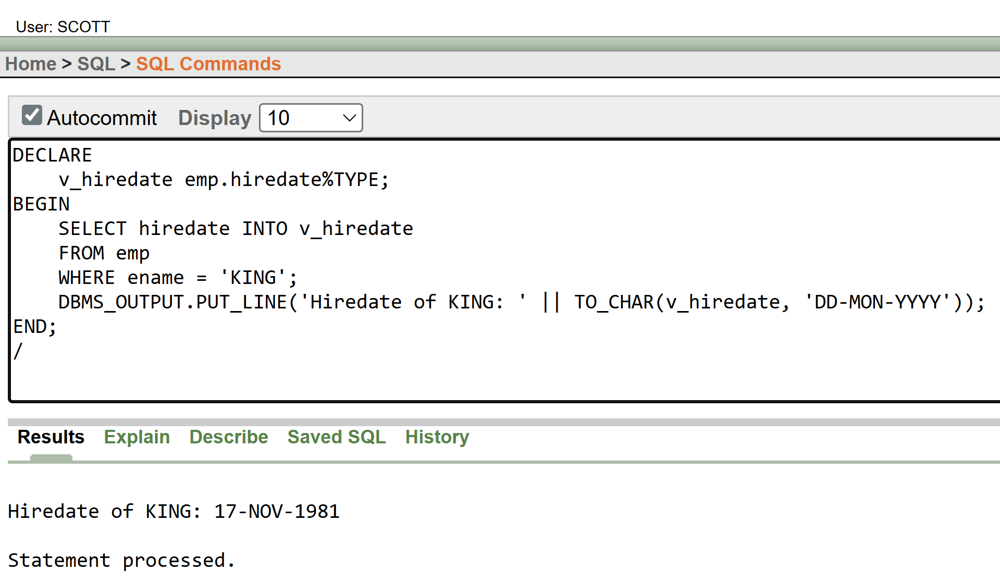 User: SCOTT
Home > SQL > SQL Commands
Autocommit Display 10
DECLARE
    v_hiredate emp.hiredate%TYPE;
BEGIN
    SELECT hiredate INTO v_hiredate
    FROM emp
    WHERE ename = 'KING';
    DBMS_OUTPUT.PUT_LINE('Hiredate of KING: ' || TO_CHAR(v_hiredate, 'DD-MON-YYYY'));
END;
/
Results Explain Describe Saved SQL History
Hiredate of KING: 17-NOV-1981
Statement processed.